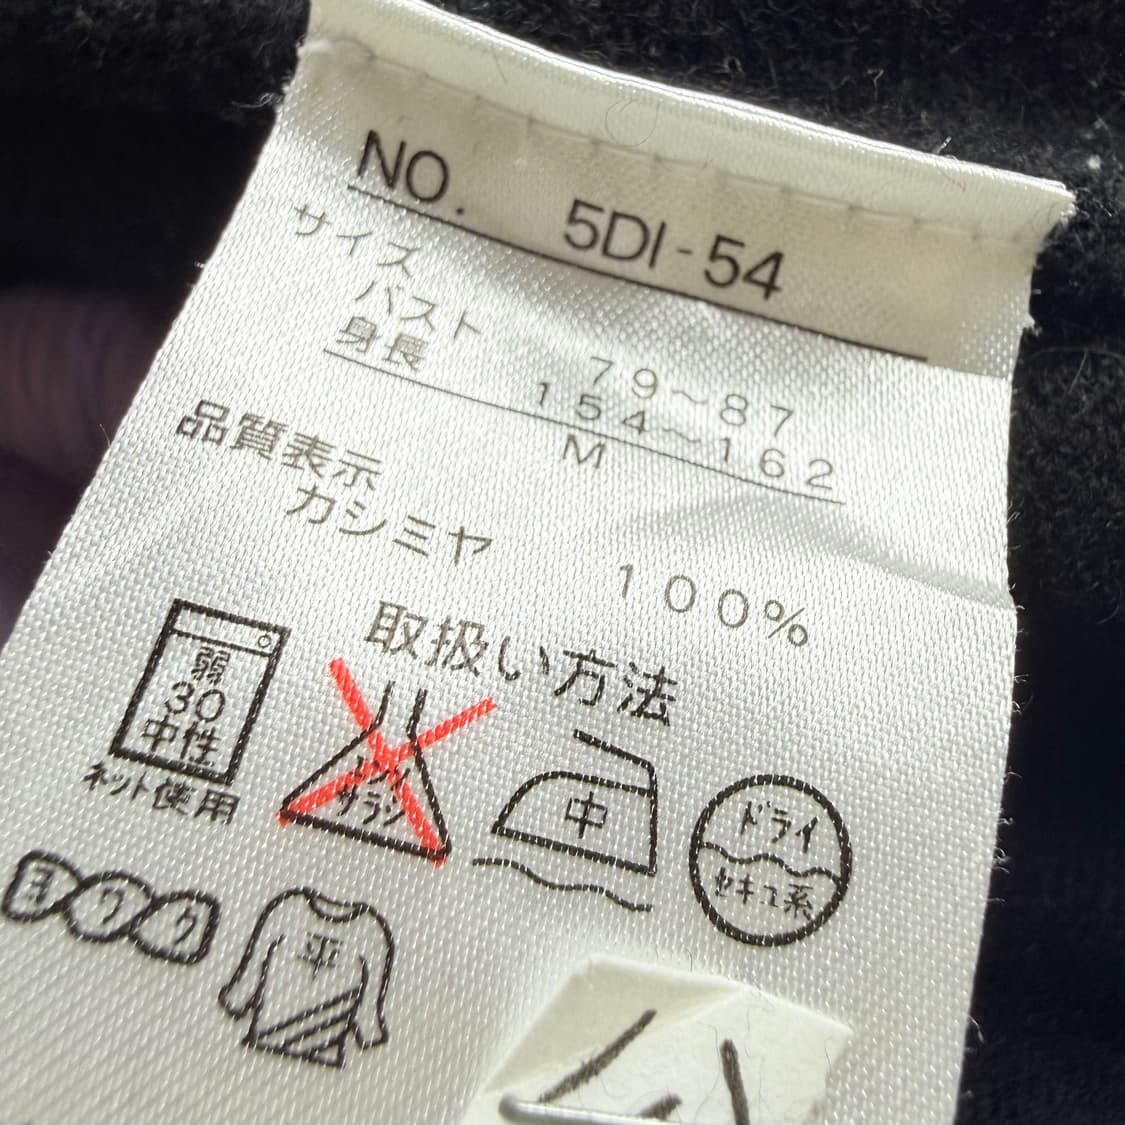 NO. 5DI-54
サイズ
バスト 79~87
身長 154~162
M
品質表示
カシミヤ 100%
取扱い方法
弱
30
中性
ネット使用
エンソ
サラシ
中
ドライ
セキユ系
ヨワク
平